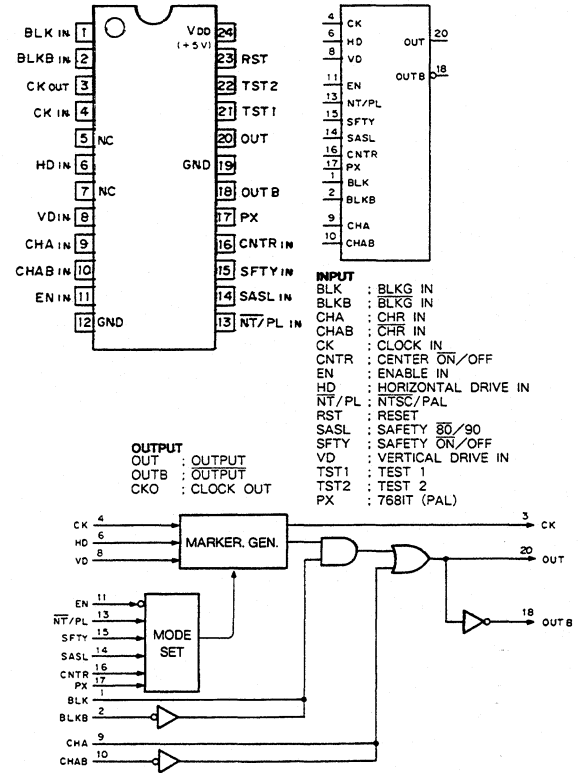 BLK IN 1
BLKB IN 2
CK OUT 3
CK IN 4
5 NC
HD IN 6
7 NC
VD IN 8
CHA IN 9
CHAB IN 10
EN IN 11
12 GND
VDD 24
(+5V)
23 RST
22 TST2
21 TST1
20 OUT
GND 19
18 OUTB
17 PX
16 CNTR IN
15 SFTY IN
14 SASL IN
13 NT/PL IN
4 CK
6 HD
8 VD
11 EN
13 NT/PL
15 SFTY
14 SASL
16 CNTR
17 PX
1 BLK
2 BLKB
9 CHA
10 CHAB
OUT 20
OUTB 18
INPUT
BLK : BLKG IN
BLKB : BLKG IN
CHA : CHR IN
CHAB : CHR IN
CK : CLOCK IN
CNTR : CENTER ON/OFF
EN : ENABLE IN
HD : HORIZONTAL DRIVE IN
NT/PL : NTSC/PAL
RST : RESET
SASL : SAFETY 80/90
SFTY : SAFETY ON/OFF
VD : VERTICAL DRIVE IN
TST1 : TEST 1
TST2 : TEST 2
PX : 768IT (PAL)
OUTPUT
OUT : OUTPUT
OUTB : OUTPUT
CKO : CLOCK OUT
CK 4
HD 6
VD 8
MARKER. GEN.
3 CK
20 OUT
18 OUTB
EN 11
NT/PL 13
SFTY 15
SASL 14
CNTR 16
PX 17
MODE
SET
BLK 1
BLKB 2
CHA 9
CHAB 10